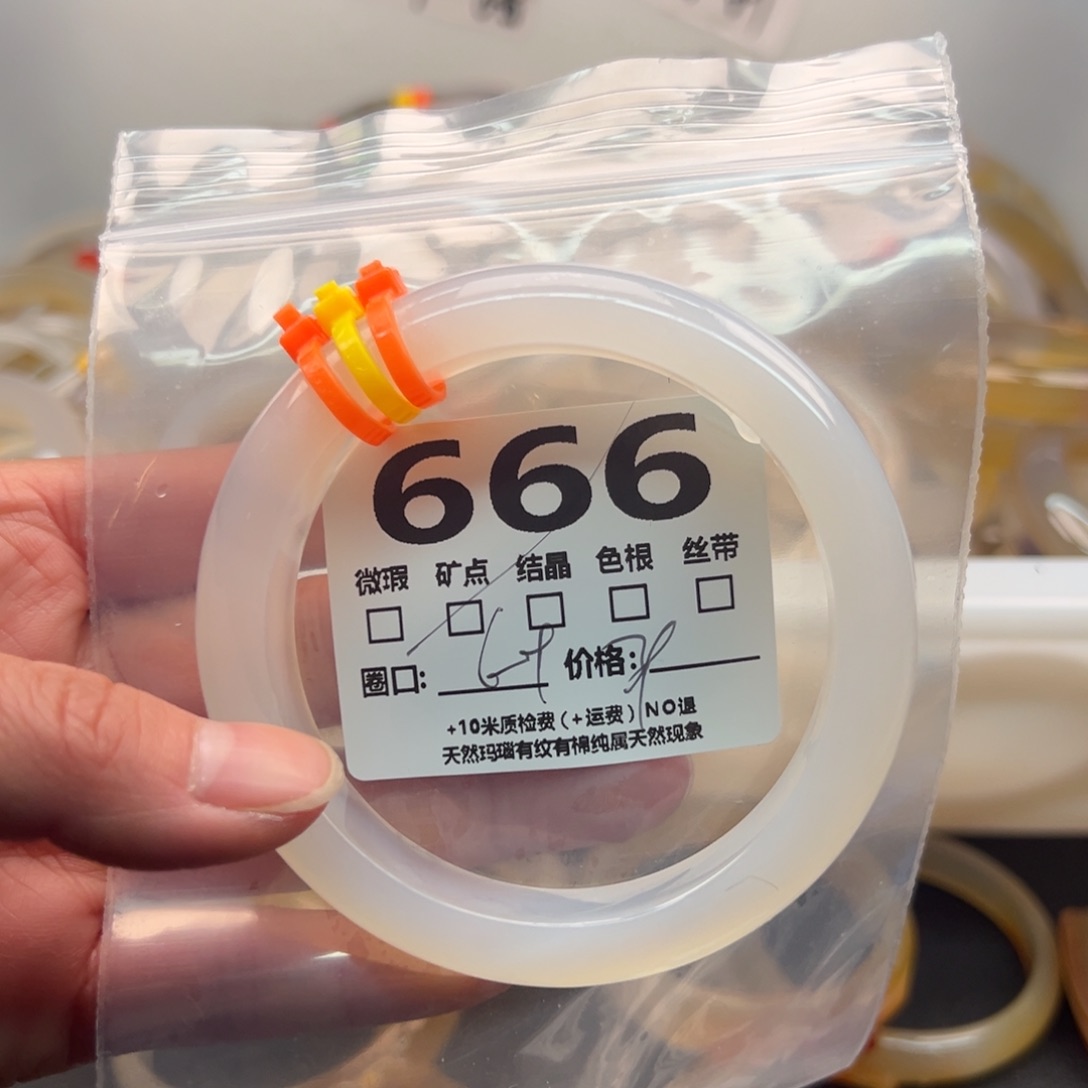 666
微瑕 矿点 结晶 色根 丝带
圈口: 价格:
+10米质检费(+运费) NO退
天然玛瑙有纹有棉纯属天然现象